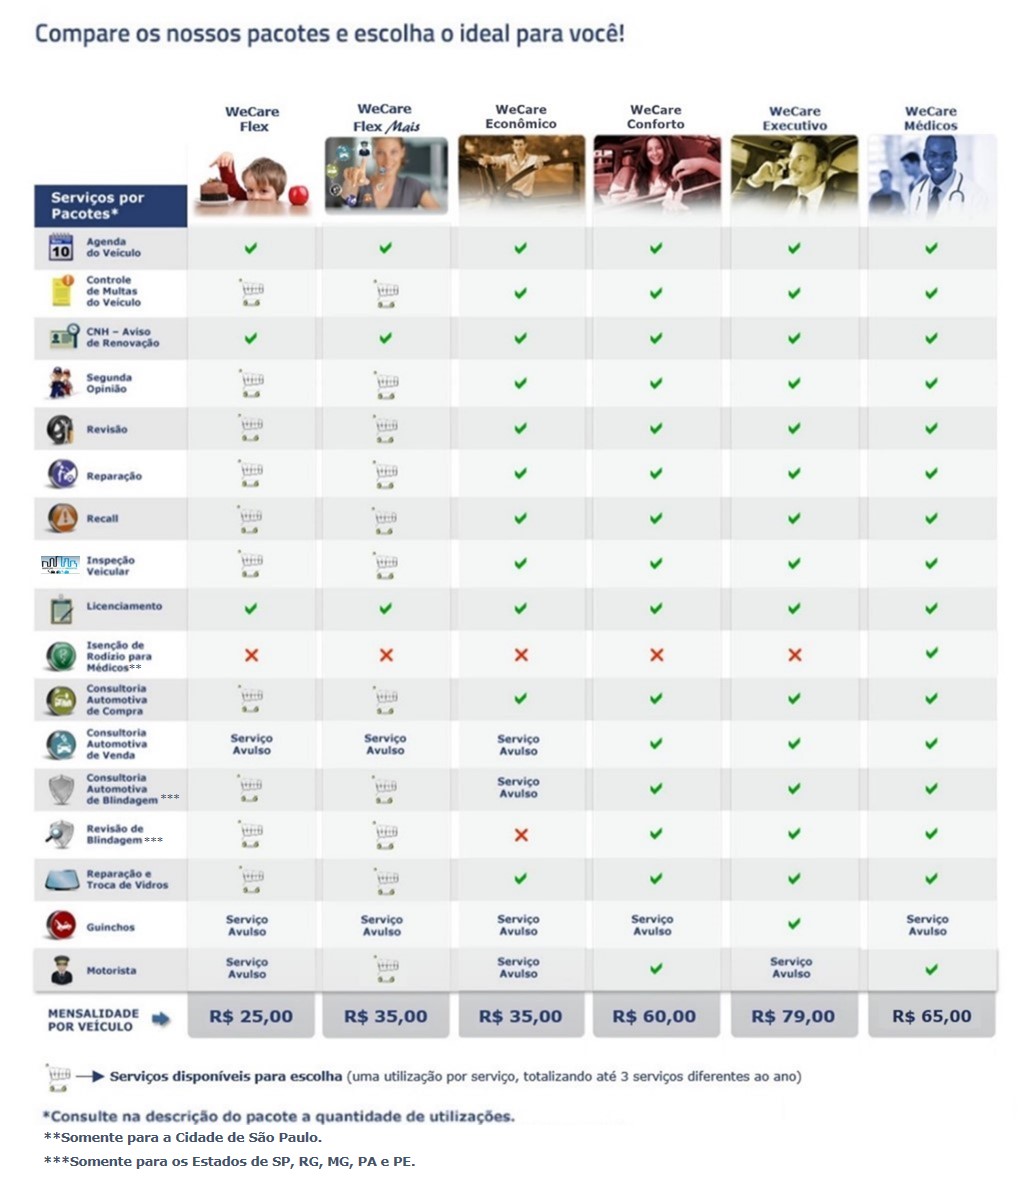 Compare os nossos pacotes e escolha o ideal para você!
WeCare
Flex
WeCare
Flex Mais
WeCare
Econômico
WeCare
Conforto
WeCare
Executivo
WeCare
Médicos
Serviços por
Pacotes*
10
Agenda
do Veículo
Controle
de Multas
do Veículo
CNH – Aviso
de Renovação
Segunda
Opinião
Revisão
Reparação
Recall
Inspeção
Veicular
Licenciamento
Isenção de
Rodízio para
Médicos**
Consultoria
Automotiva
de Compra
Consultoria
Automotiva
de Venda
Serviço
Avulso
Serviço
Avulso
Serviço
Avulso
Consultoria
Automotiva
de Blindagem ***
Serviço
Avulso
Revisão de
Blindagem ***
Reparação e
Troca de Vidros
Guinchos
Serviço
Avulso
Serviço
Avulso
Serviço
Avulso
Serviço
Avulso
Serviço
Avulso
Motorista
Serviço
Avulso
Serviço
Avulso
Serviço
Avulso
MENSALIDADE
POR VEÍCULO
R$ 25,00
R$ 35,00
R$ 35,00
R$ 60,00
R$ 79,00
R$ 65,00
Serviços disponíveis para escolha (uma utilização por serviço, totalizando até 3 serviços diferentes ao ano)
*Consulte na descrição do pacote a quantidade de utilizações.
**Somente para a Cidade de São Paulo.
***Somente para os Estados de SP, RG, MG, PA e PE.